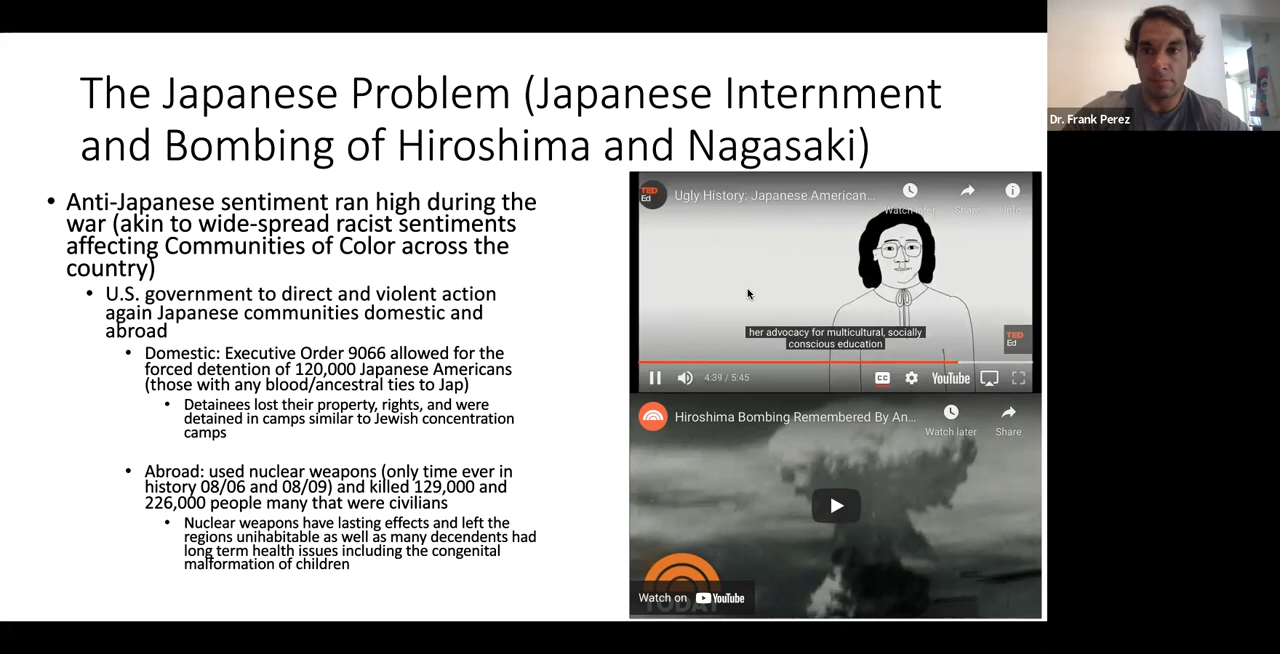 The Japanese Problem (Japanese Internment
and Bombing of Hiroshima and Nagasaki)
• Anti-Japanese sentiment ran high during the
war (akin to wide-spread racist sentiments
affecting Communities of Color across the
country)
• U.S. government to direct and violent action
again Japanese communities domestic and
abroad
• Domestic: Executive Order 9066 allowed for the
forced detention of 120,000 Japanese Americans
(those with any blood/ancestral ties to Jap)
• Detainees lost their property, rights, and were
detained in camps similar to Jewish concentration
camps
• Abroad: used nuclear weapons (only time ever in
history 08/06 and 08/09) and killed 129,000 and
226,000 people many that were civilians
• Nuclear weapons have lasting effects and left the
regions unihabitable as well as many decendents had
long term health issues including the congenital
malformation of children
TED
Ed
Ugly History: Japanese American...
Watch later
Share
Info
her advocacy for multicultural, socially
conscious education
TED
Ed
4:39 / 5:45
CC
YouTube
Hiroshima Bombing Remembered By An...
Watch later
Share
TODAY
Watch on YouTube
Dr. Frank Perez